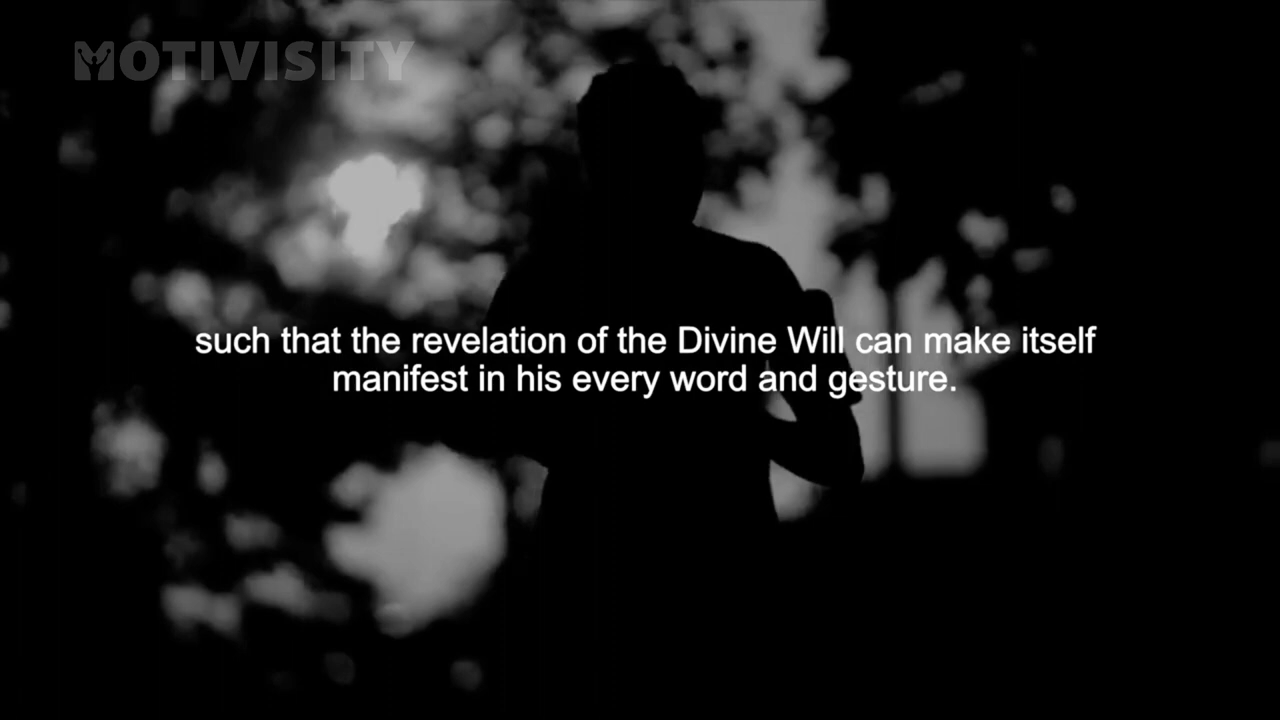 MOTIVISITY
such that the revelation of the Divine Will can make itself
manifest in his every word and gesture.